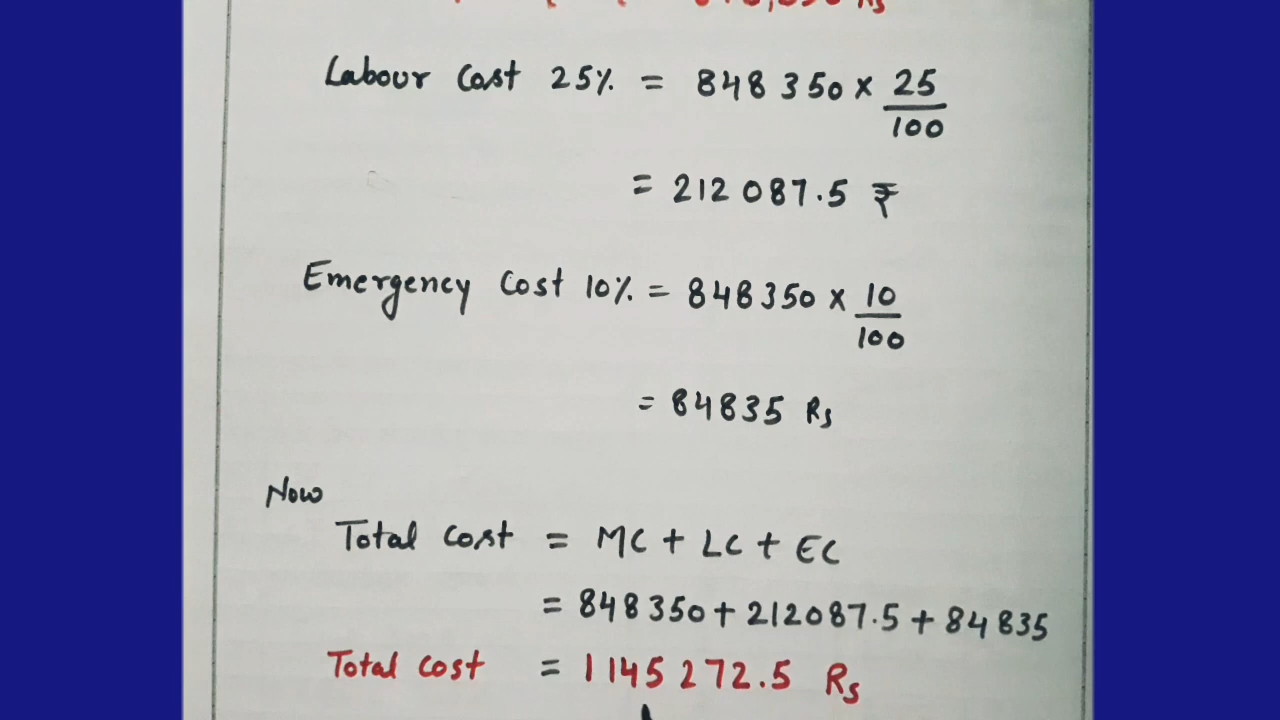 Labour Cost 25% = 848350 × 25/100
= 212087.5 ₹
Emergency Cost 10% = 848350 × 10/100
= 84835 Rs
Now
Total Cost = MC + LC + EC
= 848350 + 212087.5 + 84835
Total Cost = 1145272.5 Rs